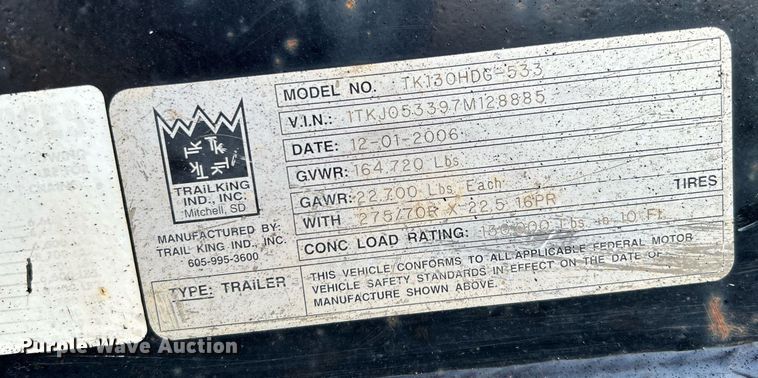 TRAILKING
IND., INC.
Mitchell, SD
MANUFACTURED BY:
TRAIL KING IND., INC.
605-995-3600
TYPE: TRAILER
MODEL NO. TK130HDG-533
V.I.N.: 1TKJ053397M128885
DATE: 12-01-2006
GVWR: 164,720 Lbs
GAWR: 22,700 Lbs Each
WITH 275/70R X 22.5 16PR TIRES
CONC LOAD RATING: 130,000 Lbs in 10 Ft
THIS VEHICLE CONFORMS TO ALL APPLICABLE FEDERAL MOTOR
VEHICLE SAFETY STANDARDS IN EFFECT ON THE DATE OF
MANUFACTURE SHOWN ABOVE.
Purple Wave Auction